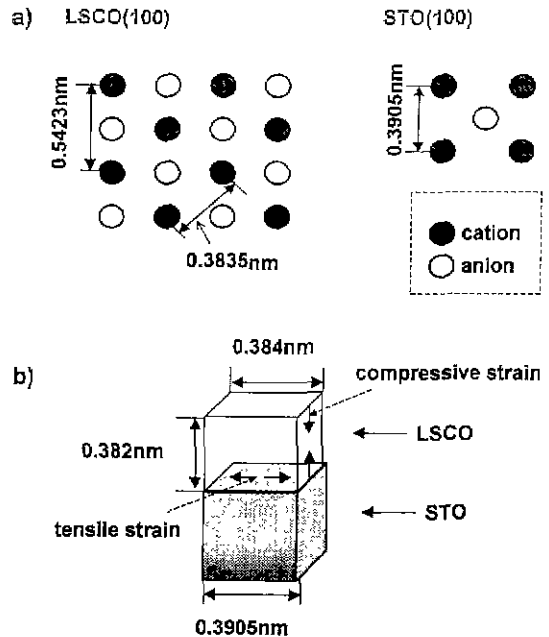 a) LSCO(100)
STO(100)
0.5423nm
0.3835nm
0.3905nm
cation
anion
b)
0.384nm
compressive strain
LSCO
0.382nm
tensile strain
STO
0.3905nm